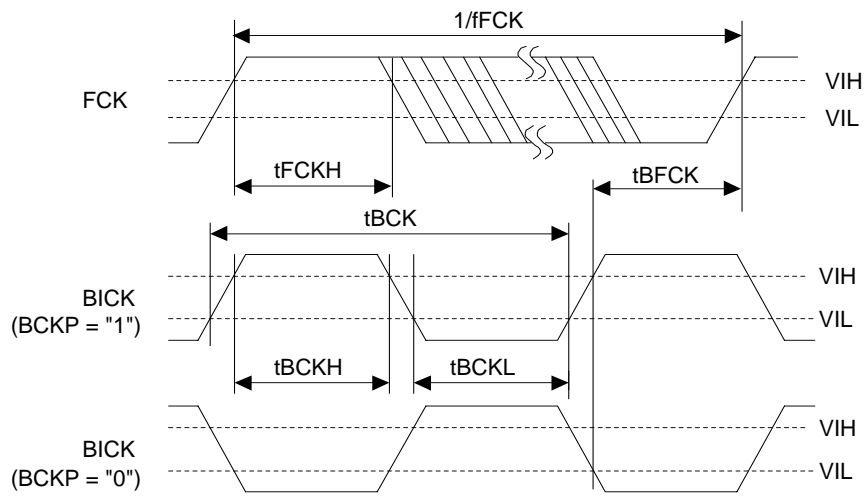 1/fFCK
FCK
VIH
VIL
tFCKH
tBFCK
tBCK
BICK
(BCKP = "1")
VIH
VIL
tBCKH
tBCKL
BICK
(BCKP = "0")
VIH
VIL